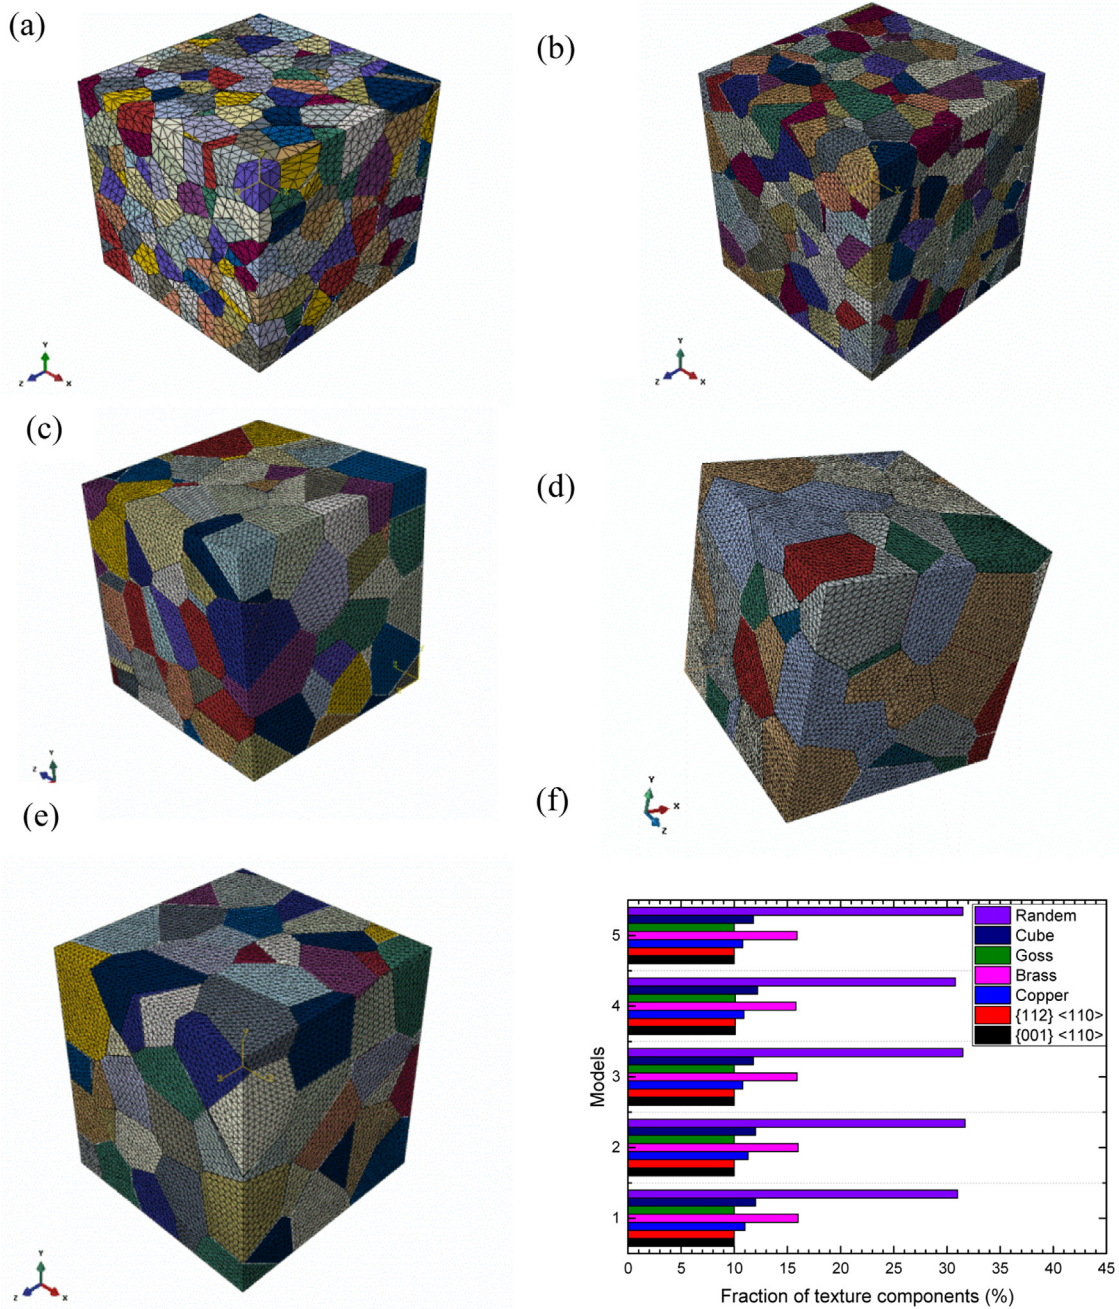 (a)
(b)
Y
Z
X
Y
Z
X
(c)
(d)
Z
Y
Y
X
Z
(e)
(f)
Y
Z
X
Models
5
4
3
2
1
Randem
Cube
Goss
Brass
Copper
{112} <110>
{001} <110>
0 5 10 15 20 25 30 35 40 45
Fraction of texture components (%)